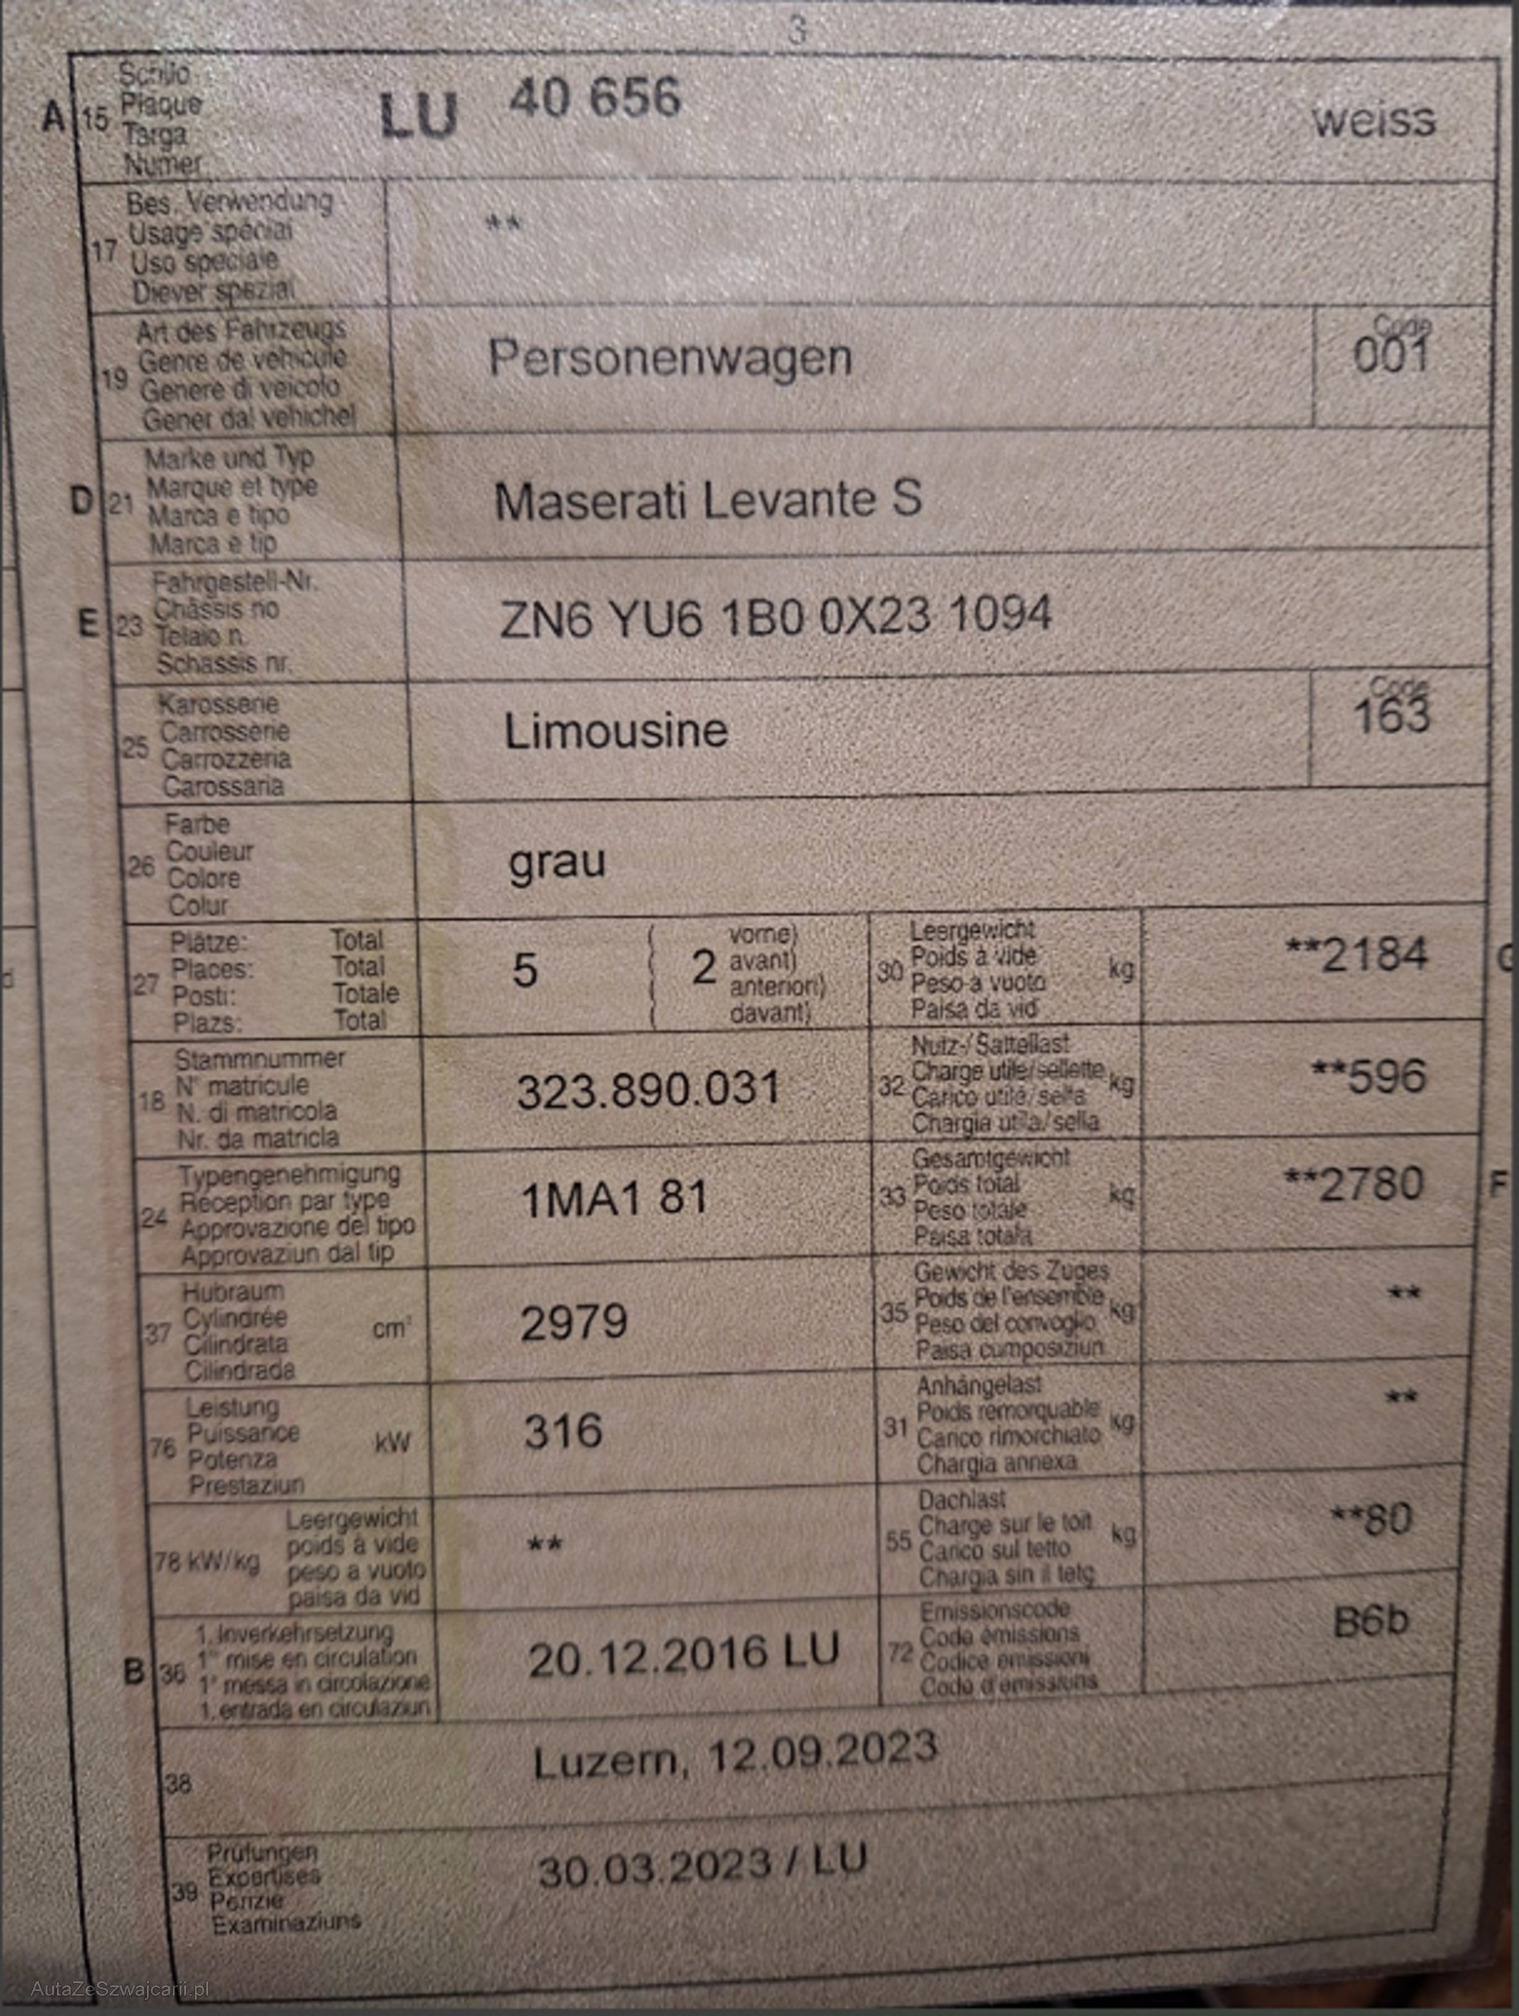 3
A 15 Schild
Plaque
Targa
Numer
LU 40 656 weiss
17 Bes. Verwendung
Usage spécial
Uso speciale
Diever spezial
**
19 Art des Fahrzeugs
Genre de véhicule
Genere di veicolo
Gener dal vehichel
Personenwagen
Code
001
D 21 Marke und Typ
Marque et type
Marca e tipo
Marca e tip
Maserati Levante S
E 23 Fahrgestell-Nr.
Châssis no
Telaio n.
Schassis nr.
ZN6 YU6 1B0 0X23 1094
25 Karosserie
Carrosserie
Carrozzeria
Carossaria
Limousine
Code
163
26 Farbe
Couleur
Colore
Colur
grau
27 Plätze: Total
Places: Total
Posti: Totale
Plazs: Total
5
( vorne)
( 2 avant)
( anteriori)
( davant)
30 Leergewicht
Poids à vide
Peso a vuoto
Paisa da vid
kg
**2184
G
18 Stammnummer
N° matricule
N. di matricola
Nr. da matricla
323.890.031
32 Nutz-/Sattellast
Charge utile/sellette
Carico utile/sella
Chargia utila/sella
kg
**596
24 Typengenehmigung
Réception par type
Approvazione del tipo
Approvaziun dal tip
1MA1 81
33 Gesamtgewicht
Poids total
Peso totale
Paisa totala
kg
**2780
F
37 Hubraum
Cylindrée
Cilindrata
Cilindrada
cm³
2979
35 Gewicht des Zuges
Poids de l'ensemble
Peso del convoglio
Paisa cumposiziun
kg
**
76 Leistung
Puissance
Potenza
Prestaziun
kW
316
31 Anhängelast
Poids remorquable
Carico rimorchiato
Chargia annexa
kg
**
78 kW/kg Leergewicht
poids à vide
peso a vuoto
paisa da vid
**
55 Dachlast
Charge sur le toit
Carico sul tetto
Chargia sin il tetg
kg
**80
B 36 1. Inverkehrsetzung
1re mise en circulation
1a messa in circolazione
1. entrada en circulaziun
20.12.2016 LU
72 Emissionscode
Code émissions
Codice emissioni
Code d'emissiuns
B6b
38 Luzern, 12.09.2023
39 Prüfungen
Expertises
Perizie
Examinaziuns
30.03.2023 / LU
AutaZeSzwajcarii.pl